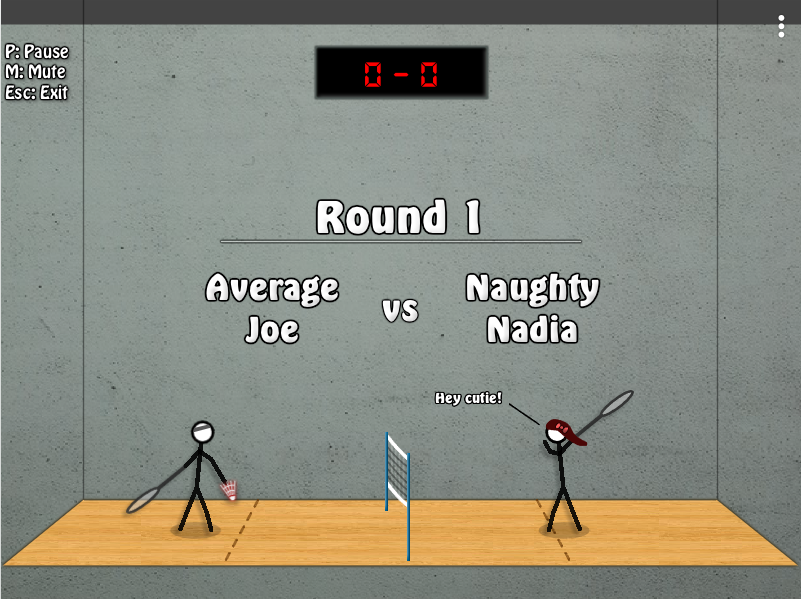 P: Pause
M: Mute
Esc: Exit
0 - 0
Round 1
Average
Joe
vs
Naughty
Nadia
Hey cutie!